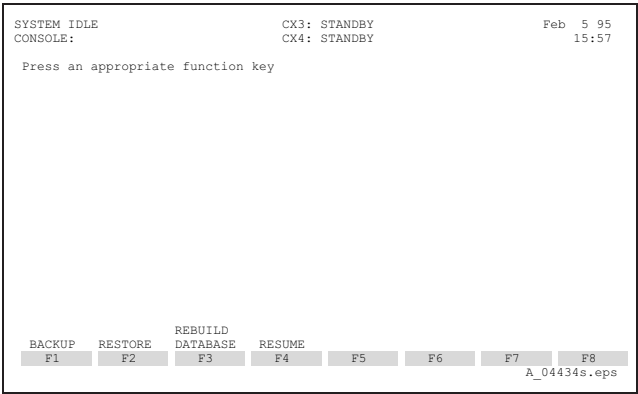 SYSTEM IDLE CX3: STANDBY Feb 5 95
CONSOLE: CX4: STANDBY 15:57
Press an appropriate function key
REBUILD
BACKUP RESTORE DATABASE RESUME
F1 F2 F3 F4 F5 F6 F7 F8
A_04434s.eps